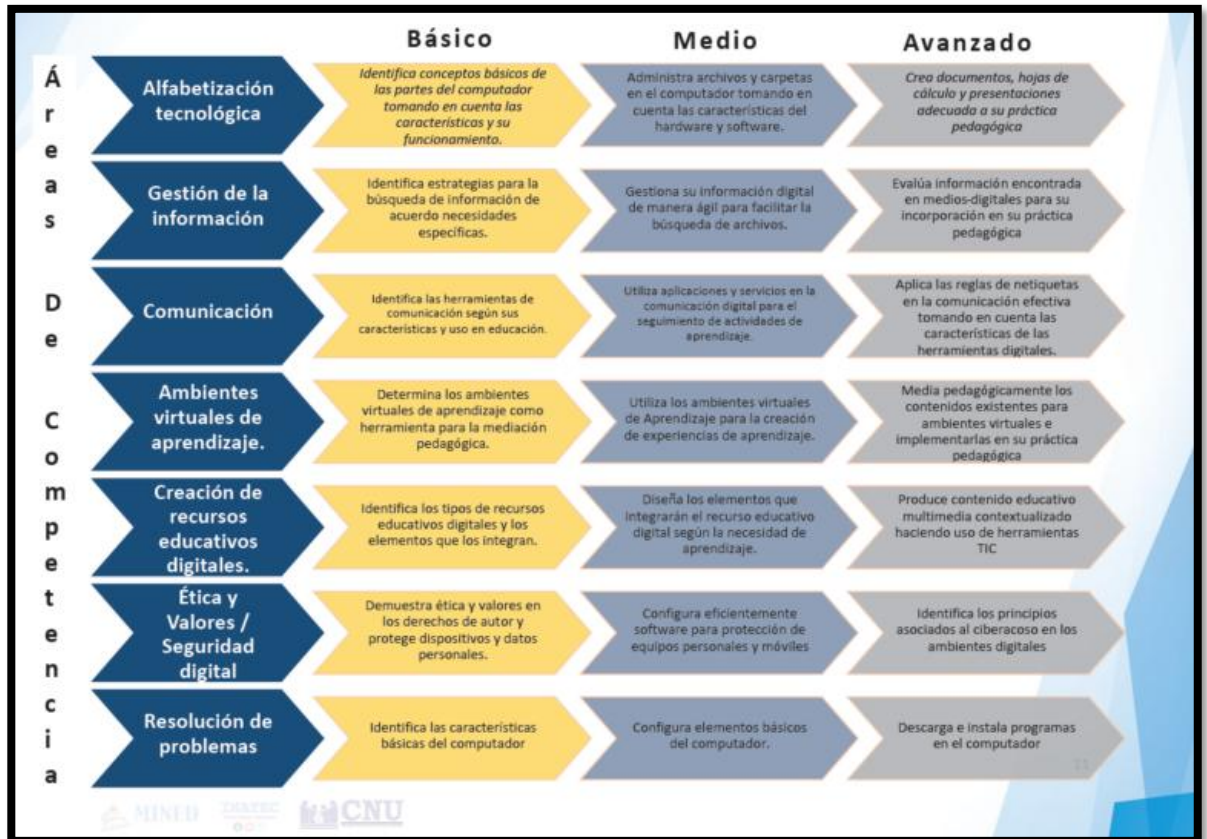 Áreas De Competencia
Básico
Medio
Avanzado
Alfabetización
tecnológica
Identifica conceptos básicos de
las partes del computador
tomando en cuenta las
características y su
funcionamiento.
Administra archivos y carpetas
en el computador tomando en
cuenta las características del
hardware y software.
Crea documentos, hojas de
cálculo y presentaciones
adecuada a su práctica
pedagógica
Gestión de la
información
Identifica estrategias para la
búsqueda de información de
acuerdo necesidades
específicas.
Gestiona su información digital
de manera ágil para facilitar la
búsqueda de archivos.
Evalúa información encontrada
en medios-digitales para su
incorporación en su práctica
pedagógica
Comunicación
Identifica las herramientas de
comunicación según sus
características y uso en educación.
Utiliza aplicaciones y servicios en la
comunicación digital para el
seguimiento de actividades de
aprendizaje.
Aplica las reglas de netiquetas
en la comunicación efectiva
tomando en cuenta las
características de las
herramientas digitales.
Ambientes
virtuales de
aprendizaje.
Determina los ambientes
virtuales de aprendizaje como
herramienta para la mediación
pedagógica.
Utiliza los ambientes virtuales
de Aprendizaje para la creación
de experiencias de aprendizaje.
Media pedagógicamente los
contenidos existentes para
ambientes virtuales e
implementarlas en su práctica
pedagógica
Creación de
recursos
educativos
digitales.
Identifica los tipos de recursos
educativos digitales y los
elementos que los integran.
Diseña los elementos que
integrarán el recurso educativo
digital según la necesidad de
aprendizaje.
Produce contenido educativo
multimedia contextualizado
haciendo uso de herramientas
TIC
Ética y
Valores /
Seguridad
digital
Demuestra ética y valores en
los derechos de autor y
protege dispositivos y datos
personales.
Configura eficientemente
software para protección de
equipos personales y móviles
Identifica los principios
asociados al ciberacoso en los
ambientes digitales
Resolución de
problemas
Identifica las características
básicas del computador
Configura elementos básicos
del computador.
Descarga e instala programas
en el computador
MINED
CNU